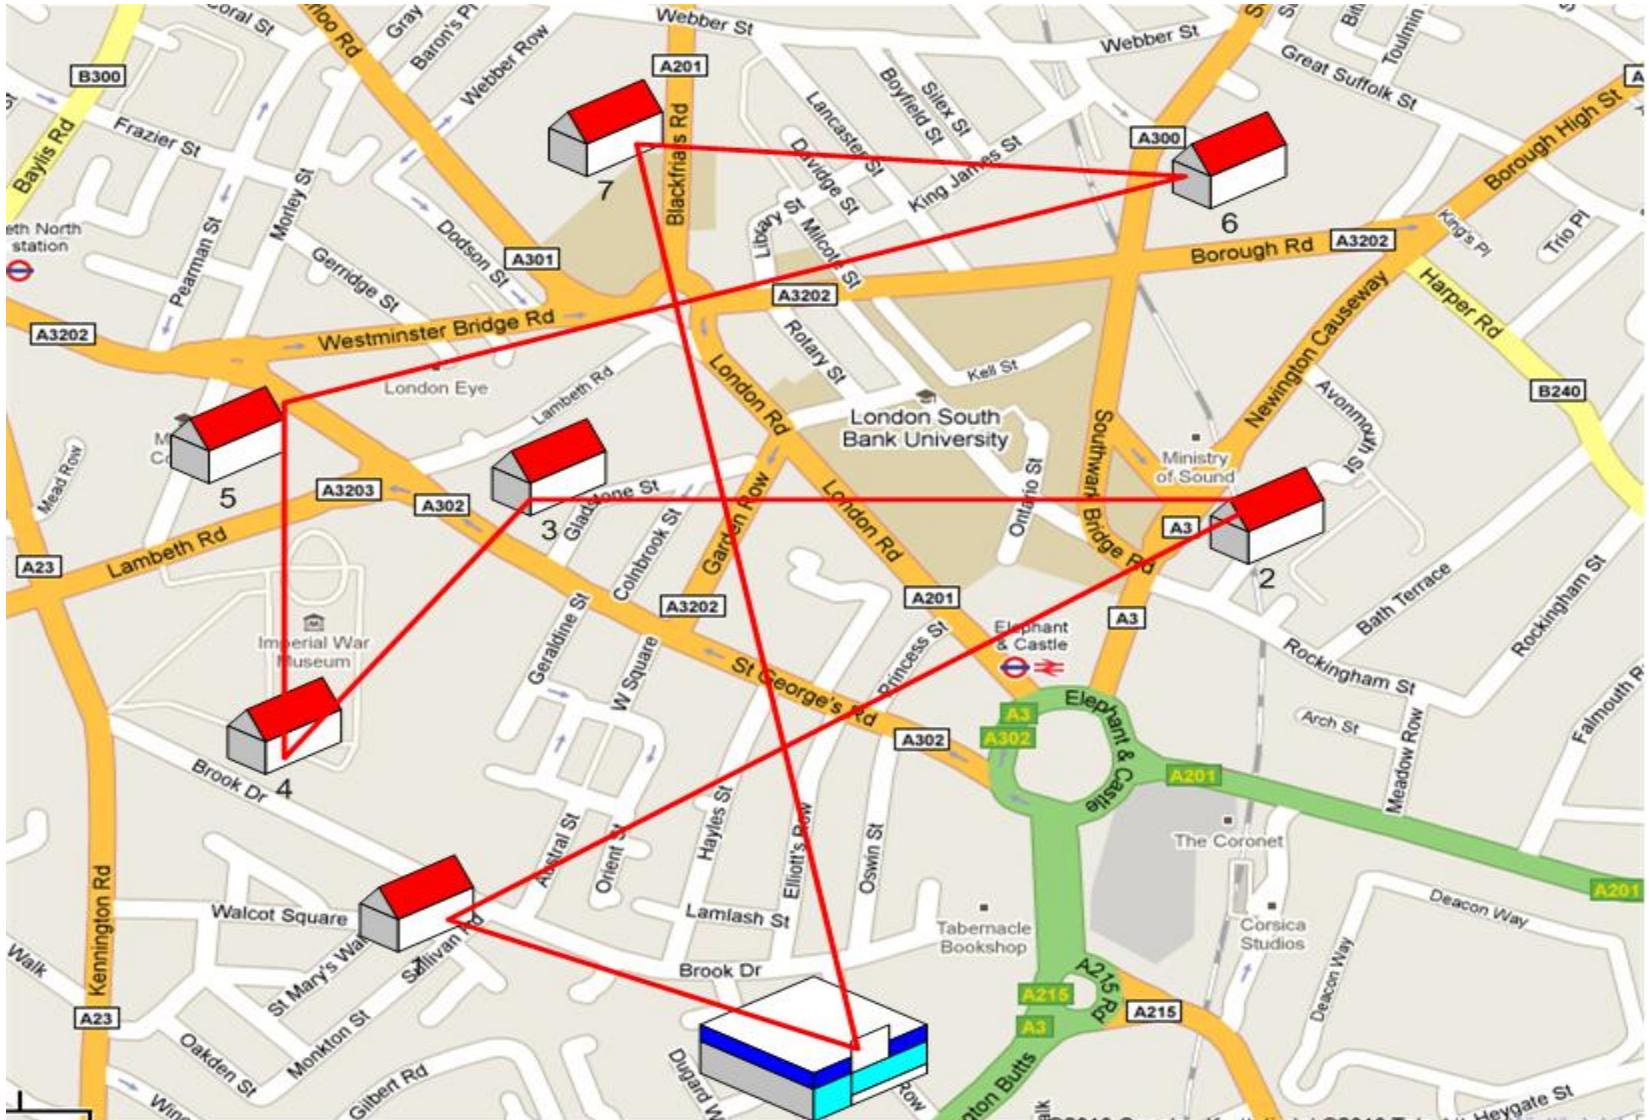 Webber St
Baron's Pl
Webber Row
A201
B300
Silex St
Boyfield St
Lancaster St
Webber St
Great Suffolk St
Toulmin
Frazier St
Baylis Rd
Morley St
Pearman St
Blackfriars Rd
7
Davidge St
King James St
A300
6
Borough High St
Library St
Milcote St
Dodson St
Gerridge St
A301
eth North
station
Borough Rd
A3202
King's Pl
Trio Pl
Harper Rd
A3202
A3202
Westminster Bridge Rd
Rotary St
London Rd
Kell St
Newington Causeway
London Eye
Lambeth Rd
London South
Bank University
Avonmouth St
B240
Mead Row
5
3
Gladstone St
Colnbrook St
Garden Row
London Rd
Ontario St
Southwark Bridge Rd
Ministry
of Sound
A3
2
A3203
A302
Lambeth Rd
A23
Imperial War
Museum
Geraldine St
W Square
A3202
A201
A3
Elephant
& Castle
Princess St
St George's Rd
Bath Terrace
Rockingham St
Rockingham St
Arch St
Meadow Row
Falmouth R
4
Brook Dr
A3
A302
A302
Elephant & Castle
A201
The Coronet
Austral St
Orient St
Hayles St
Elliott's Row
Oswin St
Kennington Rd
Walcot Square
St Mary's Wal
Sullivan Rd
Lamlash St
Brook Dr
Tabernacle
Bookshop
Corsica
Studios
Deacon Way
A201
Deacon Way
Walk
A23
Monkton St
Oakden St
Gilbert Rd
A215
A3
A215 Rd
A215
Dugard W
Row
gton Butts
Heygate St